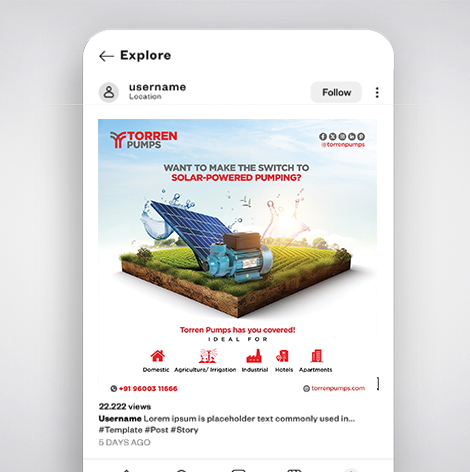 Explore
username
Location
Follow
TORREN
PUMPS
@torrenpumps
WANT TO MAKE THE SWITCH TO
SOLAR-POWERED PUMPING?
Torren Pumps has you covered!
IDEAL FOR
Domestic Agriculture/ Irrigation Industrial Hotels Apartments
+91 96003 11666
torrenpumps.com
22.222 views
Username Lorem ipsum is placeholder text commonly used in...
#Template #Post #Story
5 DAYS AGO